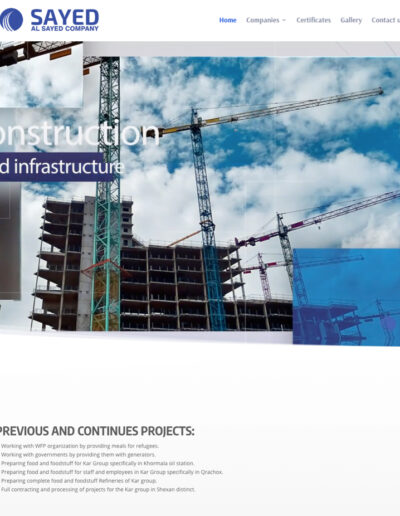 SAYED
AL SAYED COMPANY
Home Companies Certificates Gallery Contact u
onstruction
d infrastructure
PREVIOUS AND CONTINUES PROJECTS:
Working with WFP organization by providing meals for refugees.
Working with governments by providing them with generators.
Preparing food and foodstuff for Kar Group specifically in Khormala oil station.
Preparing food and foodstuff for staff and employees in Kar Group specifically in Qrachox.
Preparing complete food and foodstuff Refineries of Kar group.
Full contracting and processing of projects for the Kar group in Shexan distinct.